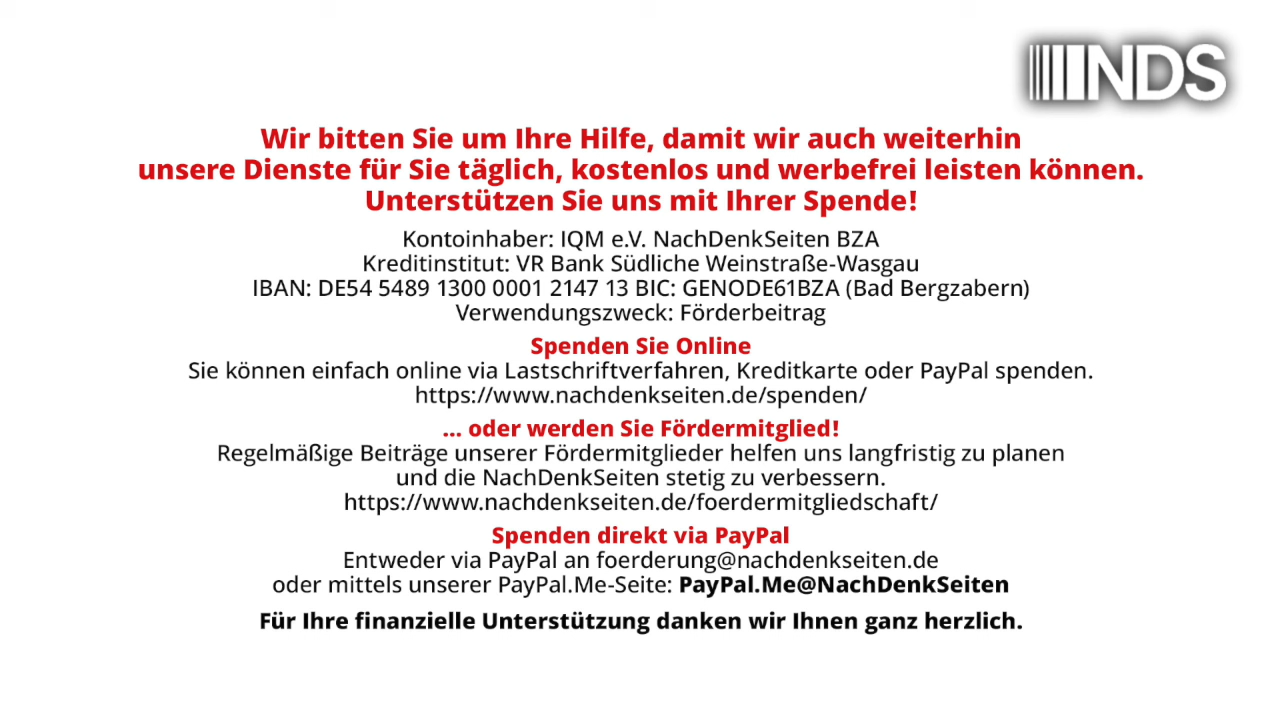 NDS
Wir bitten Sie um Ihre Hilfe, damit wir auch weiterhin
unsere Dienste für Sie täglich, kostenlos und werbefrei leisten können.
Unterstützen Sie uns mit Ihrer Spende!
Kontoinhaber: IQM e.V. NachDenkSeiten BZA
Kreditinstitut: VR Bank Südliche Weinstraße-Wasgau
IBAN: DE54 5489 1300 0001 2147 13 BIC: GENODE61BZA (Bad Bergzabern)
Verwendungszweck: Förderbeitrag
Spenden Sie Online
Sie können einfach online via Lastschriftverfahren, Kreditkarte oder PayPal spenden.
https://www.nachdenkseiten.de/spenden/
... oder werden Sie Fördermitglied!
Regelmäßige Beiträge unserer Fördermitglieder helfen uns langfristig zu planen
und die NachDenkSeiten stetig zu verbessern.
https://www.nachdenkseiten.de/foerdermitgliedschaft/
Spenden direkt via PayPal
Entweder via PayPal an foerderung@nachdenkseiten.de
oder mittels unserer PayPal.Me-Seite: PayPal.Me@NachDenkSeiten
Für Ihre finanzielle Unterstützung danken wir Ihnen ganz herzlich.